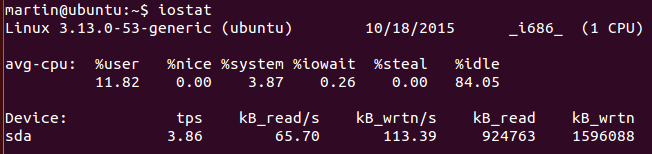 martin@ubuntu:~$ iostat
Linux 3.13.0-53-generic (ubuntu) 10/18/2015 _i686_ (1 CPU)
avg-cpu: %user %nice %system %iowait %steal %idle
11.82 0.00 3.87 0.26 0.00 84.05
Device: tps kB_read/s kB_wrtn/s kB_read kB_wrtn
sda 3.86 65.70 113.39 924763 1596088